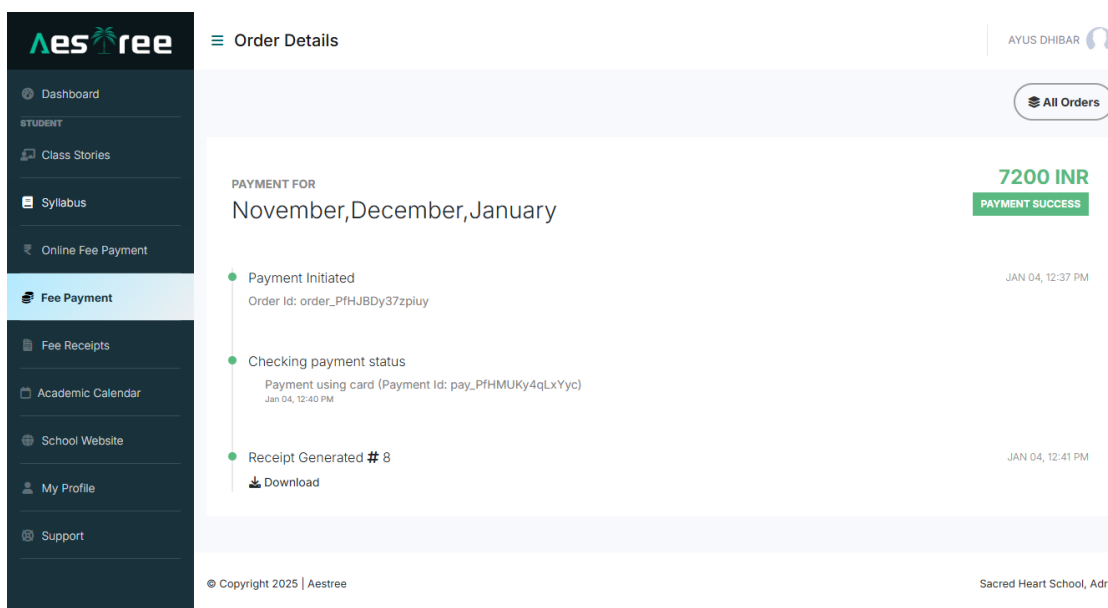 Aestree
Order Details
AYUS DHIBAR
Dashboard
All Orders
STUDENT
Class Stories
Syllabus
Online Fee Payment
Fee Payment
Fee Receipts
Academic Calendar
School Website
My Profile
Support
PAYMENT FOR
November,December,January
7200 INR
PAYMENT SUCCESS
Payment Initiated
JAN 04, 12:37 PM
Order Id: order_PfHJBDy37zpiuy
Checking payment status
Payment using card (Payment Id: pay_PfHMUKy4qLxYyc)
Jan 04, 12:40 PM
Receipt Generated # 8
JAN 04, 12:41 PM
Download
© Copyright 2025 | Aestree
Sacred Heart School, Adr